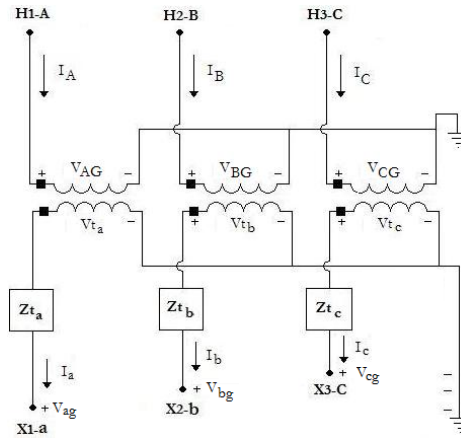 H1-A H2-B H3-C
I_A I_B I_C
+ V_AG − + V_BG − + V_CG −
+ Vt_a − + Vt_b − + Vt_c −
Zt_a Zt_b Zt_c
I_a I_b I_c
+ V_ag + V_bg + V_cg
X1-a X2-b X3-C